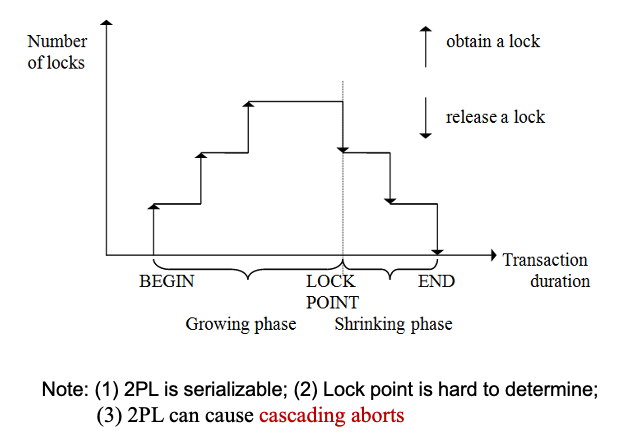 Number
of locks
obtain a lock
release a lock
Transaction
duration
BEGIN
LOCK
POINT
END
Growing phase
Shrinking phase
Note: (1) 2PL is serializable; (2) Lock point is hard to determine;
(3) 2PL can cause cascading aborts